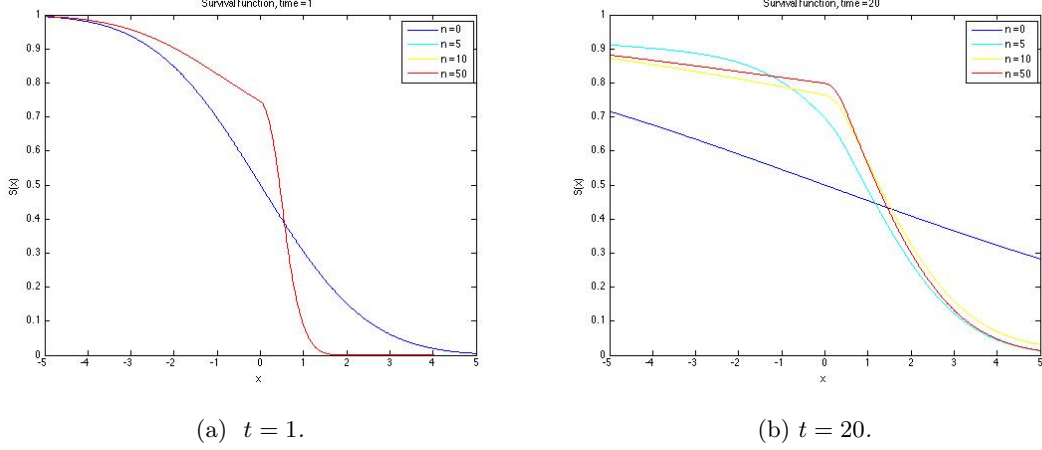 Survival function, time = 1
1
0.9
0.8
0.7
0.6
0.5
0.4
0.3
0.2
0.1
0
S(x)
-5 -4 -3 -2 -1 0 1 2 3 4 5
x
n=0
n=5
n=10
n=50
(a) t = 1.
Survival function, time = 20
1
0.9
0.8
0.7
0.6
0.5
0.4
0.3
0.2
0.1
0
S(x)
-5 -4 -3 -2 -1 0 1 2 3 4 5
x
n=0
n=5
n=10
n=50
(b) t = 20.